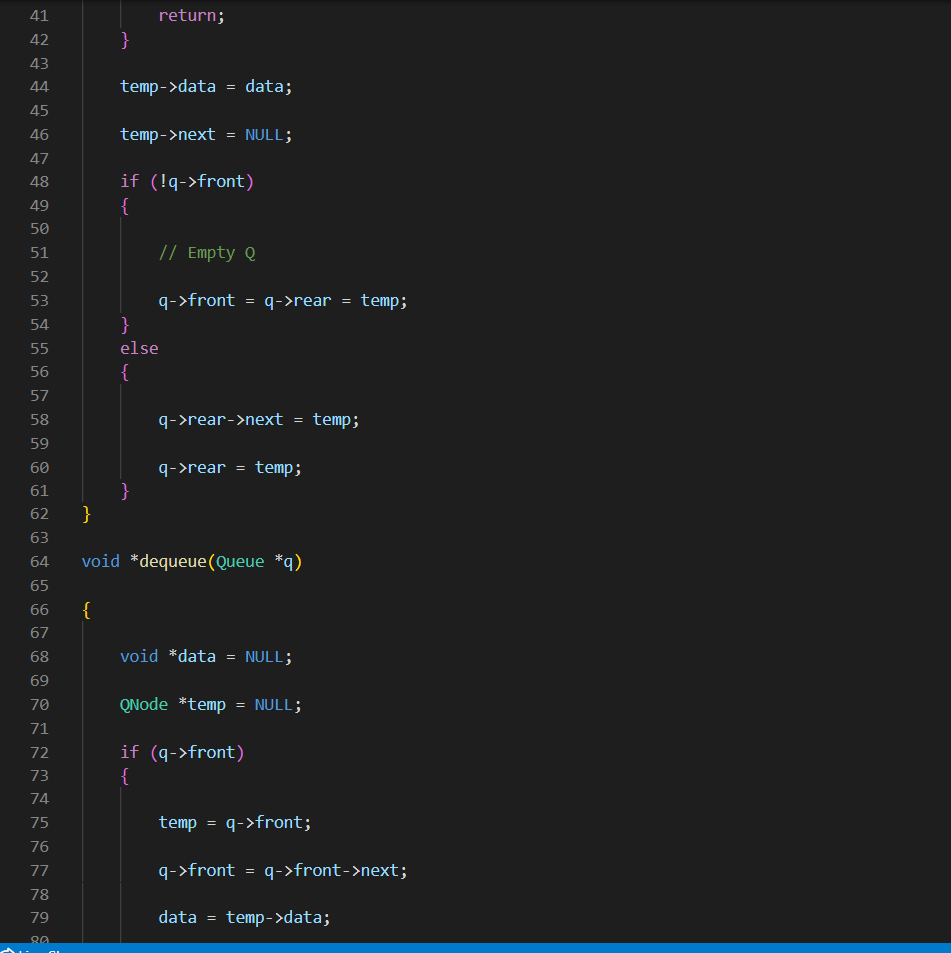 41 return;
42 }
43
44 temp->data = data;
45
46 temp->next = NULL;
47
48 if (!q->front)
49 {
50
51 // Empty Q
52
53 q->front = q->rear = temp;
54 }
55 else
56 {
57
58 q->rear->next = temp;
59
60 q->rear = temp;
61 }
62 }
63
64 void *dequeue(Queue *q)
65
66 {
67
68 void *data = NULL;
69
70 QNode *temp = NULL;
71
72 if (q->front)
73 {
74
75 temp = q->front;
76
77 q->front = q->front->next;
78
79 data = temp->data;
80